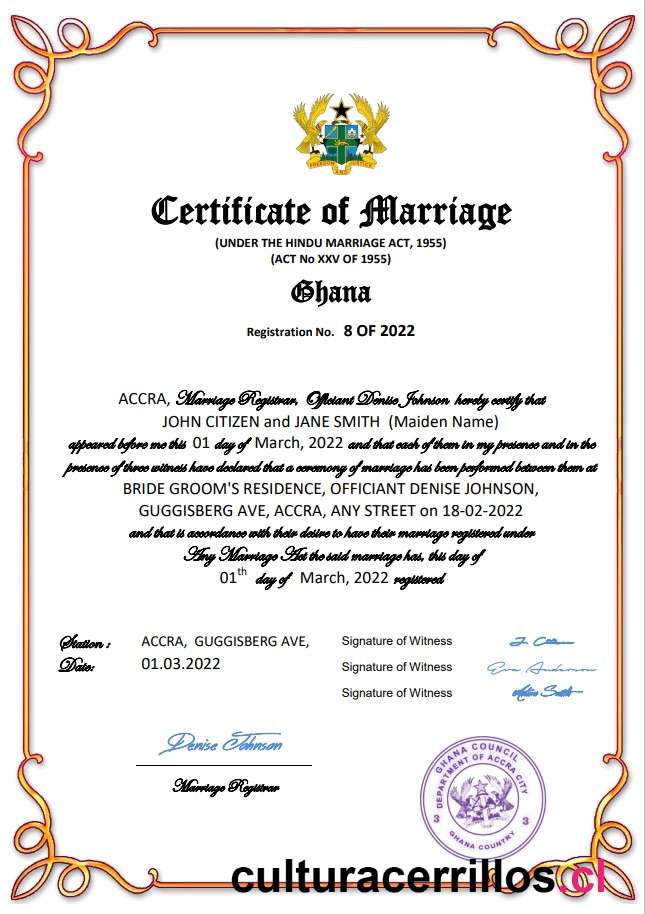 FREEDOM AND JUSTICE
Certificate of Marriage
(UNDER THE HINDU MARRIAGE ACT, 1955)
(ACT No XXV OF 1955)
Ghana
Registration No. 8 OF 2022
ACCRA, Marriage Registrar, Officiant Denise Johnson hereby certify that
JOHN CITIZEN and JANE SMITH (Maiden Name)
appeared before me this 01 day of March, 2022 and that each of them in my presence and in the
presence of three witness have declared that a ceremony of marriage has been performed between them at
BRIDE GROOM'S RESIDENCE, OFFICIANT DENISE JOHNSON,
GUGGISBERG AVE, ACCRA, ANY STREET on 18-02-2022
and that is accordance with their desire to have their marriage registered under
Any Marriage Act the said marriage has, this day of
01th day of March, 2022 registered
Station : ACCRA, GUGGISBERG AVE,
Date: 01.03.2022
Signature of Witness
Signature of Witness Eva Anderson
Signature of Witness
Denise Johnson
Marriage Registrar
GHANA COUNCIL
DEPARTMENT OF ACCRA CITY
3 3
GHANA COUNTRY
culturacerrillos.cl